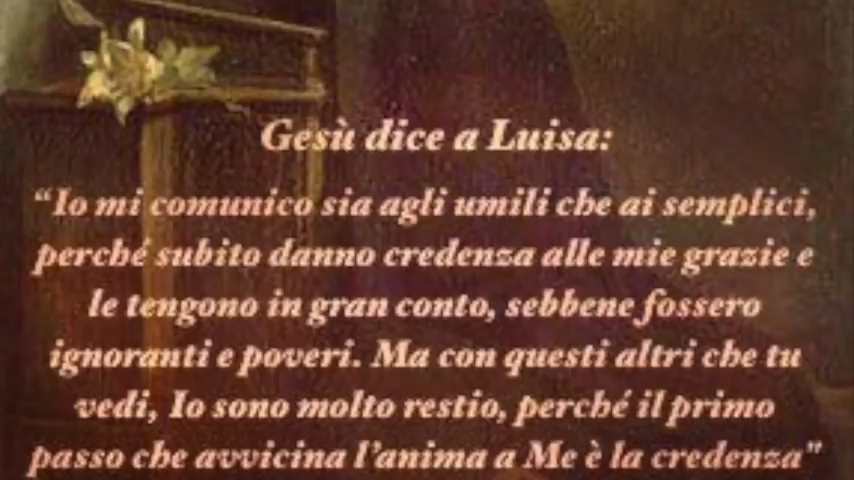 Gesù dice a Luisa:
“Io mi comunico sia agli umili che ai semplici,
perché subito danno credenza alle mie grazie e
le tengono in gran conto, sebbene fossero
ignoranti e poveri. Ma con questi altri che tu
vedi, Io sono molto restio, perché il primo
passo che avvicina l’anima a Me è la credenza"